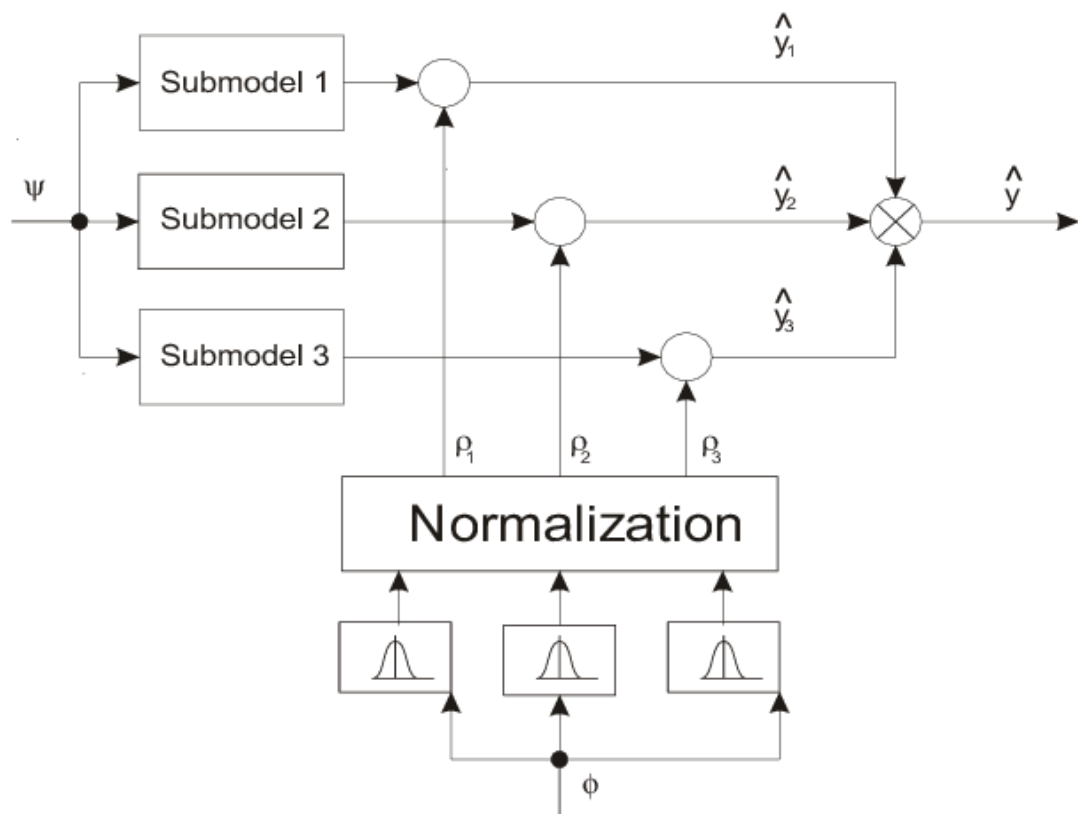 Submodel 1
ŷ₁
ψ
Submodel 2
ŷ₂
ŷ
Submodel 3
ŷ₃
ρ₁
ρ₂
ρ₃
Normalization
ϕ